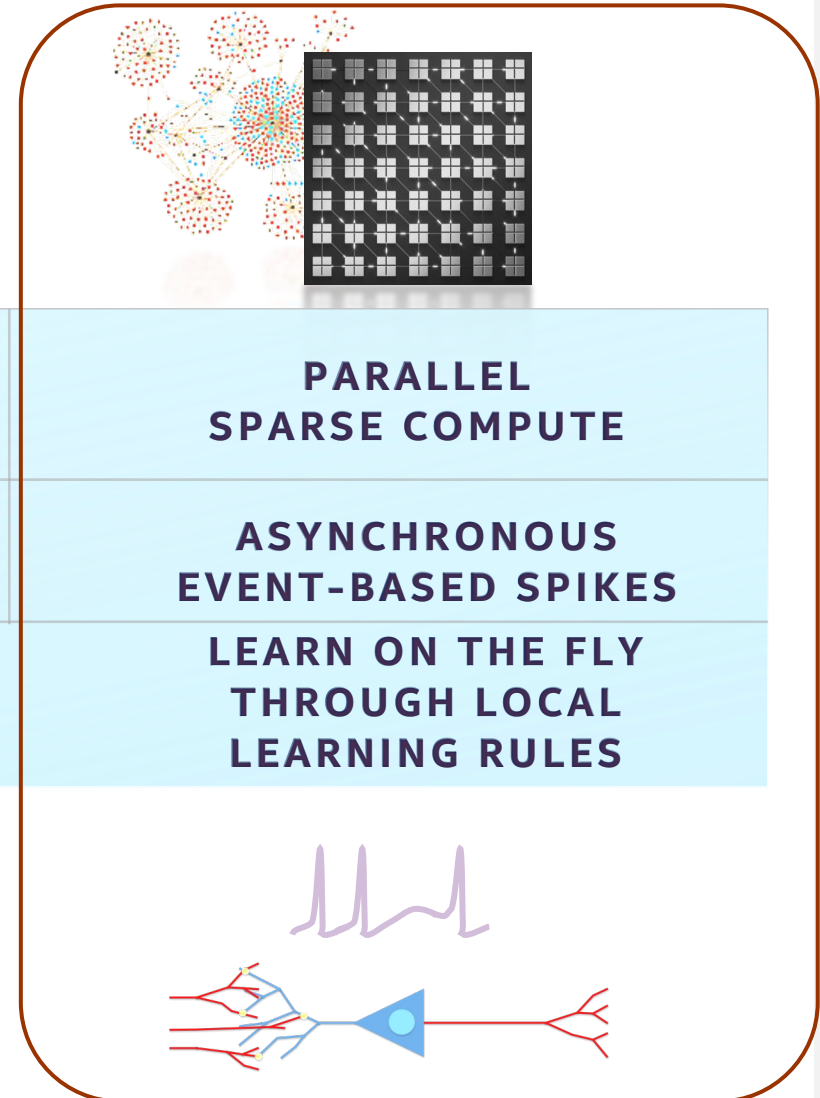 PARALLEL
SPARSE COMPUTE
ASYNCHRONOUS
EVENT-BASED SPIKES
LEARN ON THE FLY
THROUGH LOCAL
LEARNING RULES